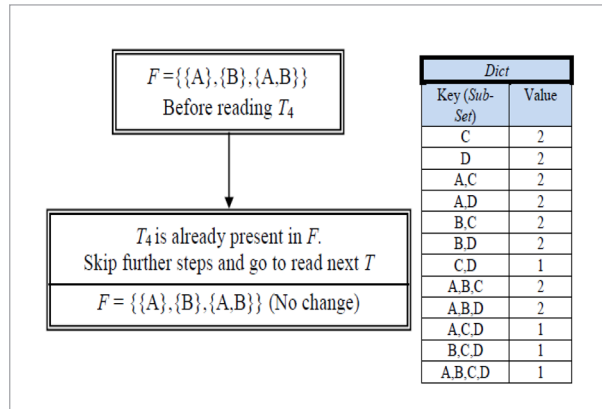 F ={{A},{B},{A,B}}
Before reading T4
T4 is already present in F.
Skip further steps and go to read next T
F = {{A},{B},{A,B}} (No change)
Dict
Key (Sub-
Set) Value
C 2
D 2
A,C 2
A,D 2
B,C 2
B,D 2
C,D 1
A,B,C 2
A,B,D 2
A,C,D 1
B,C,D 1
A,B,C,D 1